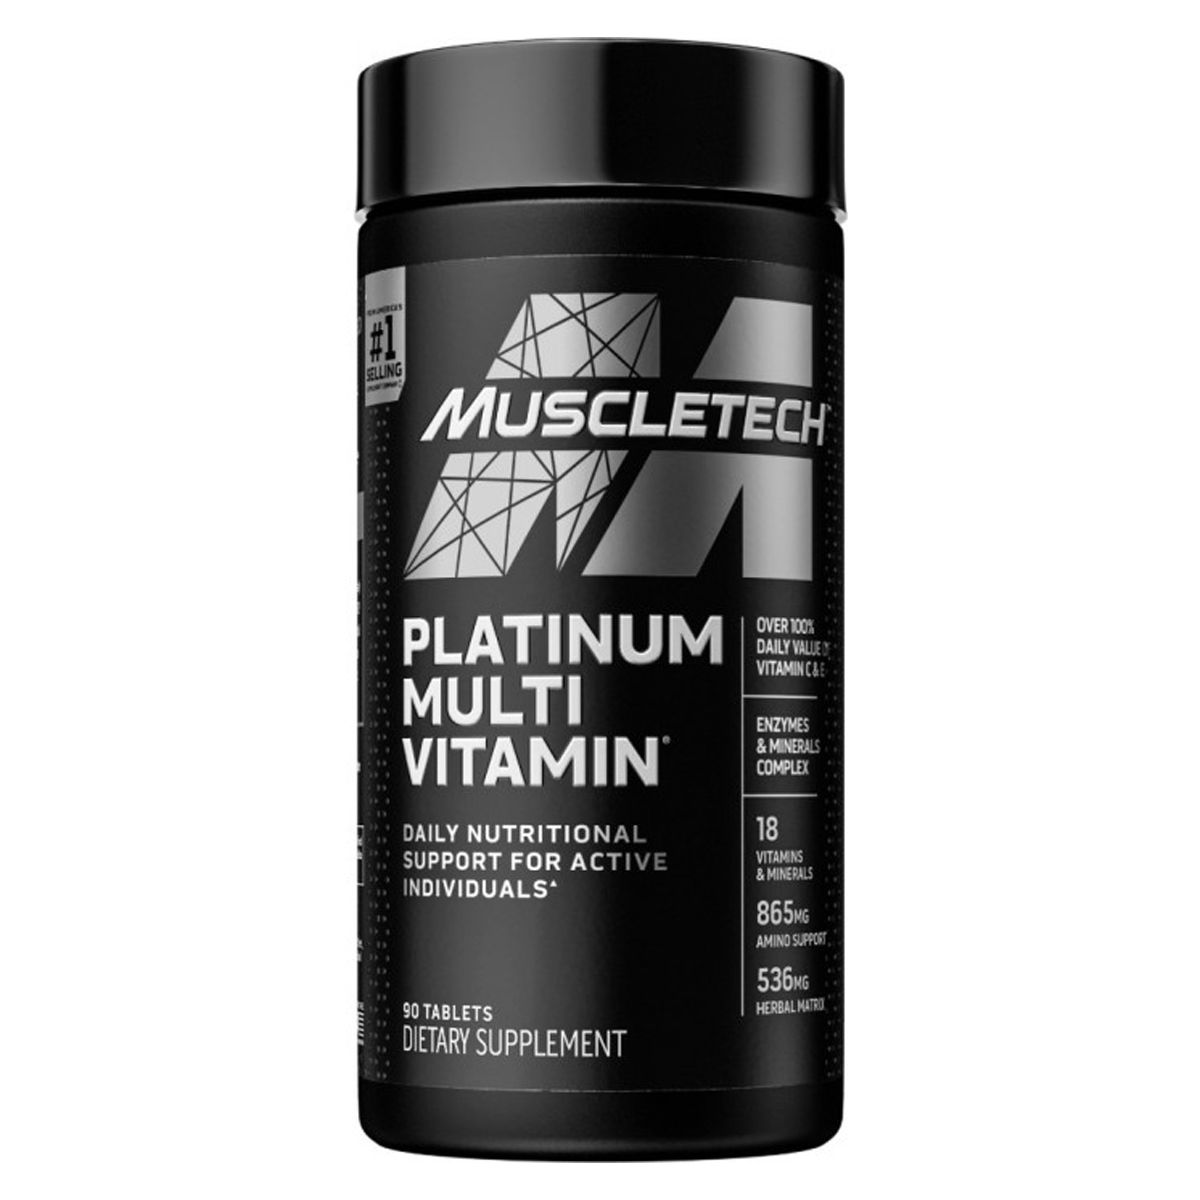 #1
SELLING
MUSCLETECH™
PLATINUM
MULTI
VITAMIN®
DAILY NUTRITIONAL
SUPPORT FOR ACTIVE
INDIVIDUALS▲
90 TABLETS
DIETARY SUPPLEMENT
OVER 100%
DAILY VALUE
VITAMIN C & E
ENZYMES
& MINERALS
COMPLEX
18
VITAMINS
& MINERALS
865MG
AMINO SUPPORT
536MG
HERBAL MATRIX